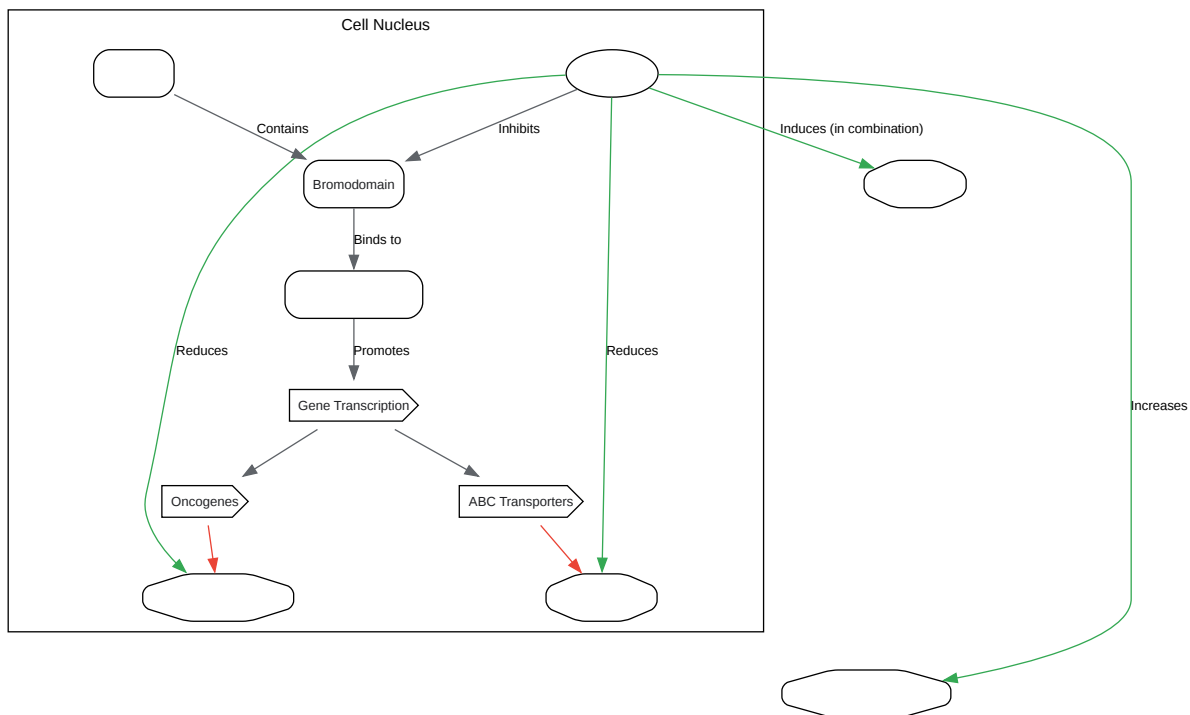 Cell Nucleus
Contains
Inhibits
Induces (in combination)
Bromodomain
Binds to
Reduces
Promotes
Reduces
Gene Transcription
Increases
Oncogenes
ABC Transporters